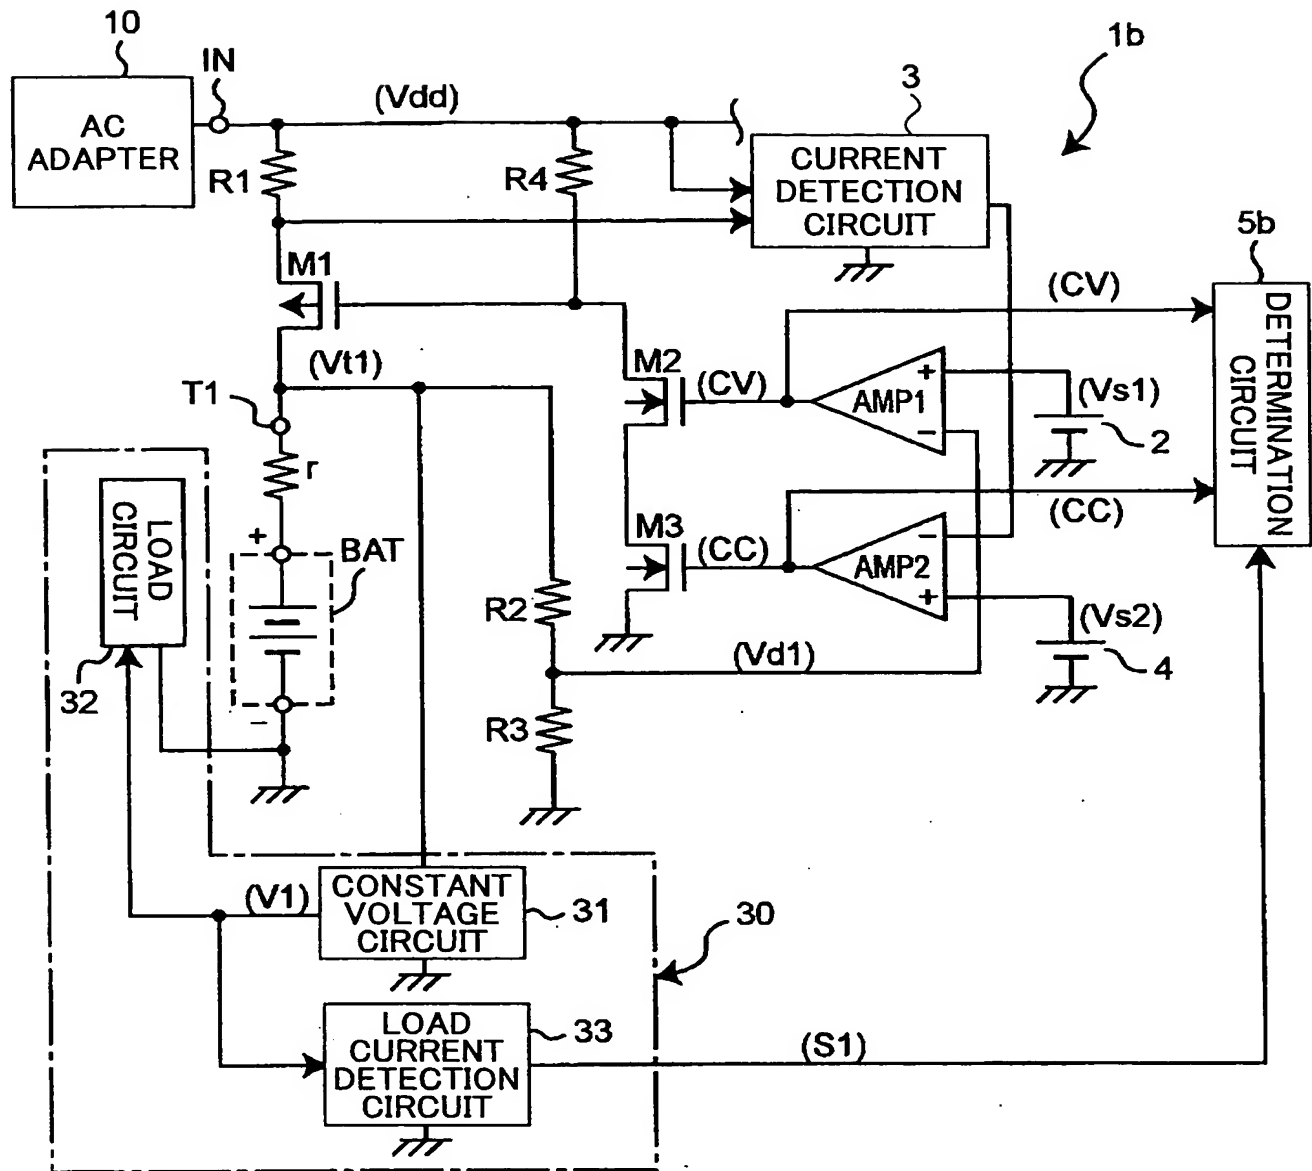 10
IN
(Vdd)
1b
AC
ADAPTER
R1
R4
3
CURRENT
DETECTION
CIRCUIT
5b
M1
(CV)
DETERMINATION
CIRCUIT
(Vt1)
M2
(CV)
AMP1
+
−
(Vs1)
2
T1
r
LOAD
CIRCUIT
+
BAT
M3
(CC)
(CC)
AMP2
−
+
(Vs2)
4
R2
(Vd1)
32
−
R3
(V1)
CONSTANT
VOLTAGE
CIRCUIT
31
30
LOAD
CURRENT
DETECTION
CIRCUIT
33
(S1)